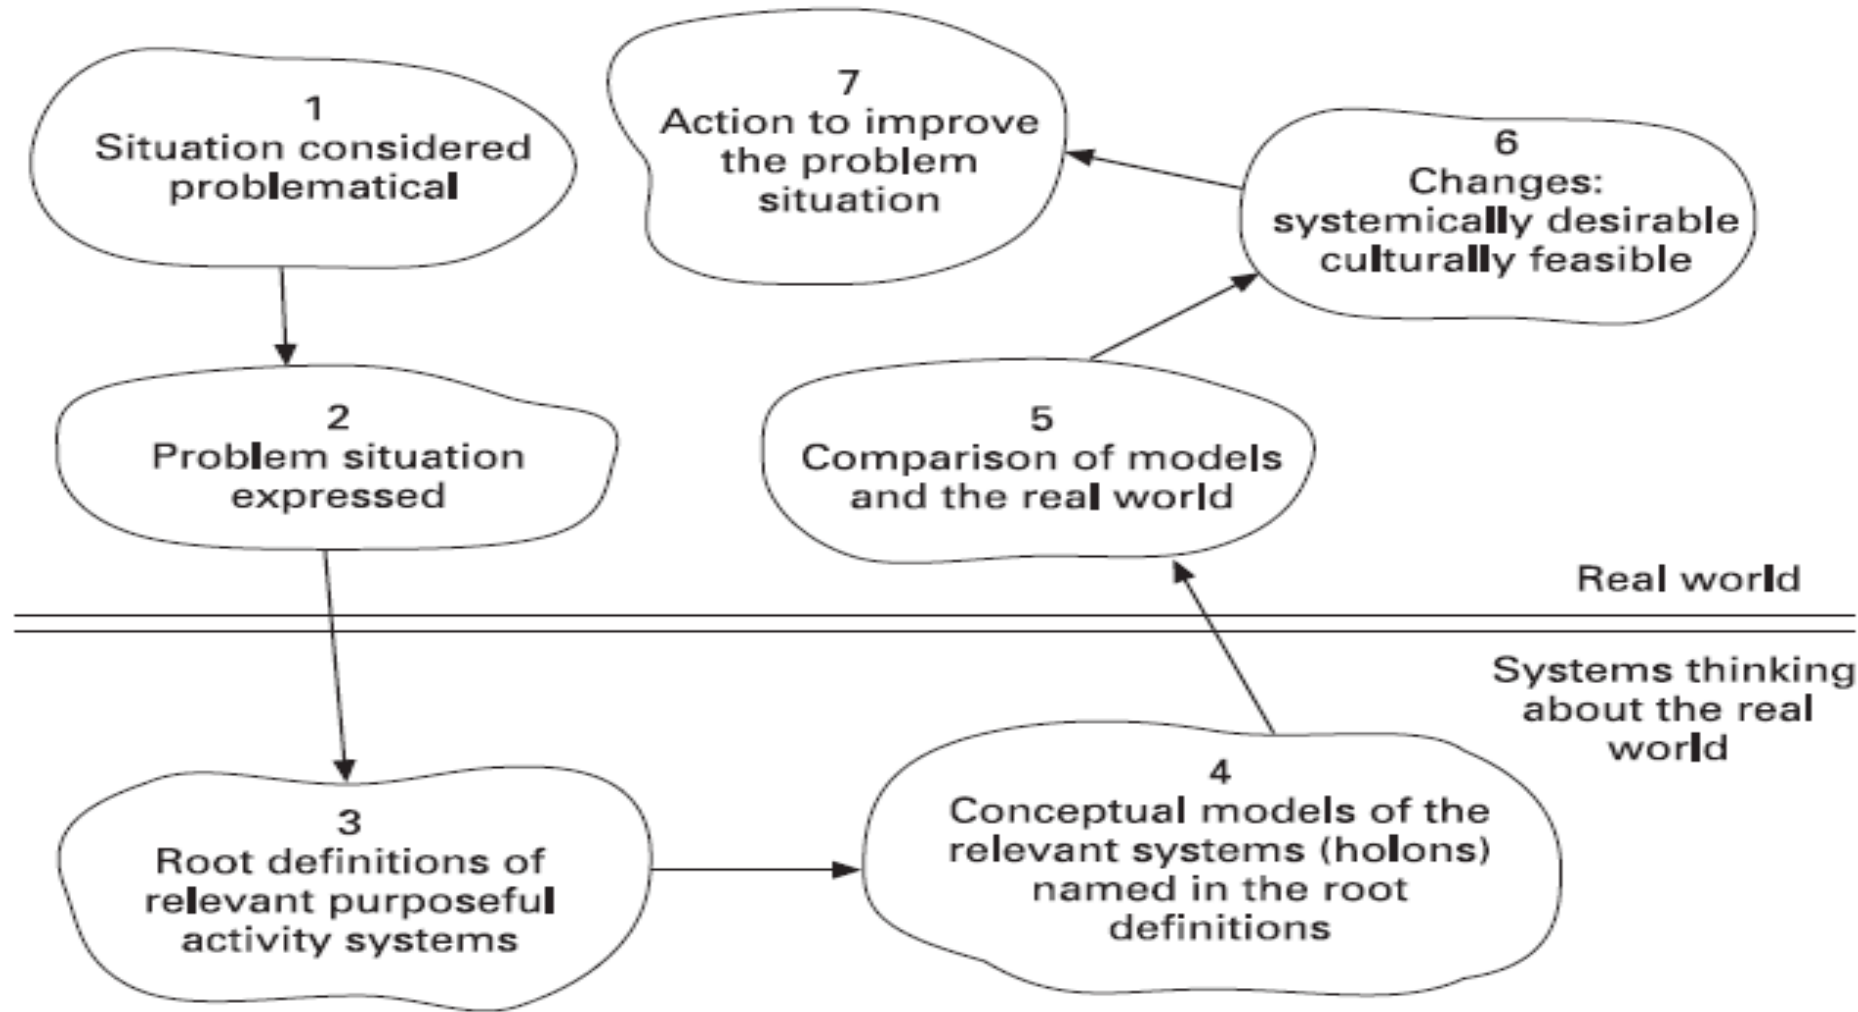 1
Situation considered
problematical
2
Problem situation
expressed
3
Root definitions of
relevant purposeful
activity systems
4
Conceptual models of the
relevant systems (holons)
named in the root
definitions
5
Comparison of models
and the real world
6
Changes:
systemically desirable
culturally feasible
7
Action to improve
the problem
situation
Real world
Systems thinking
about the real
world